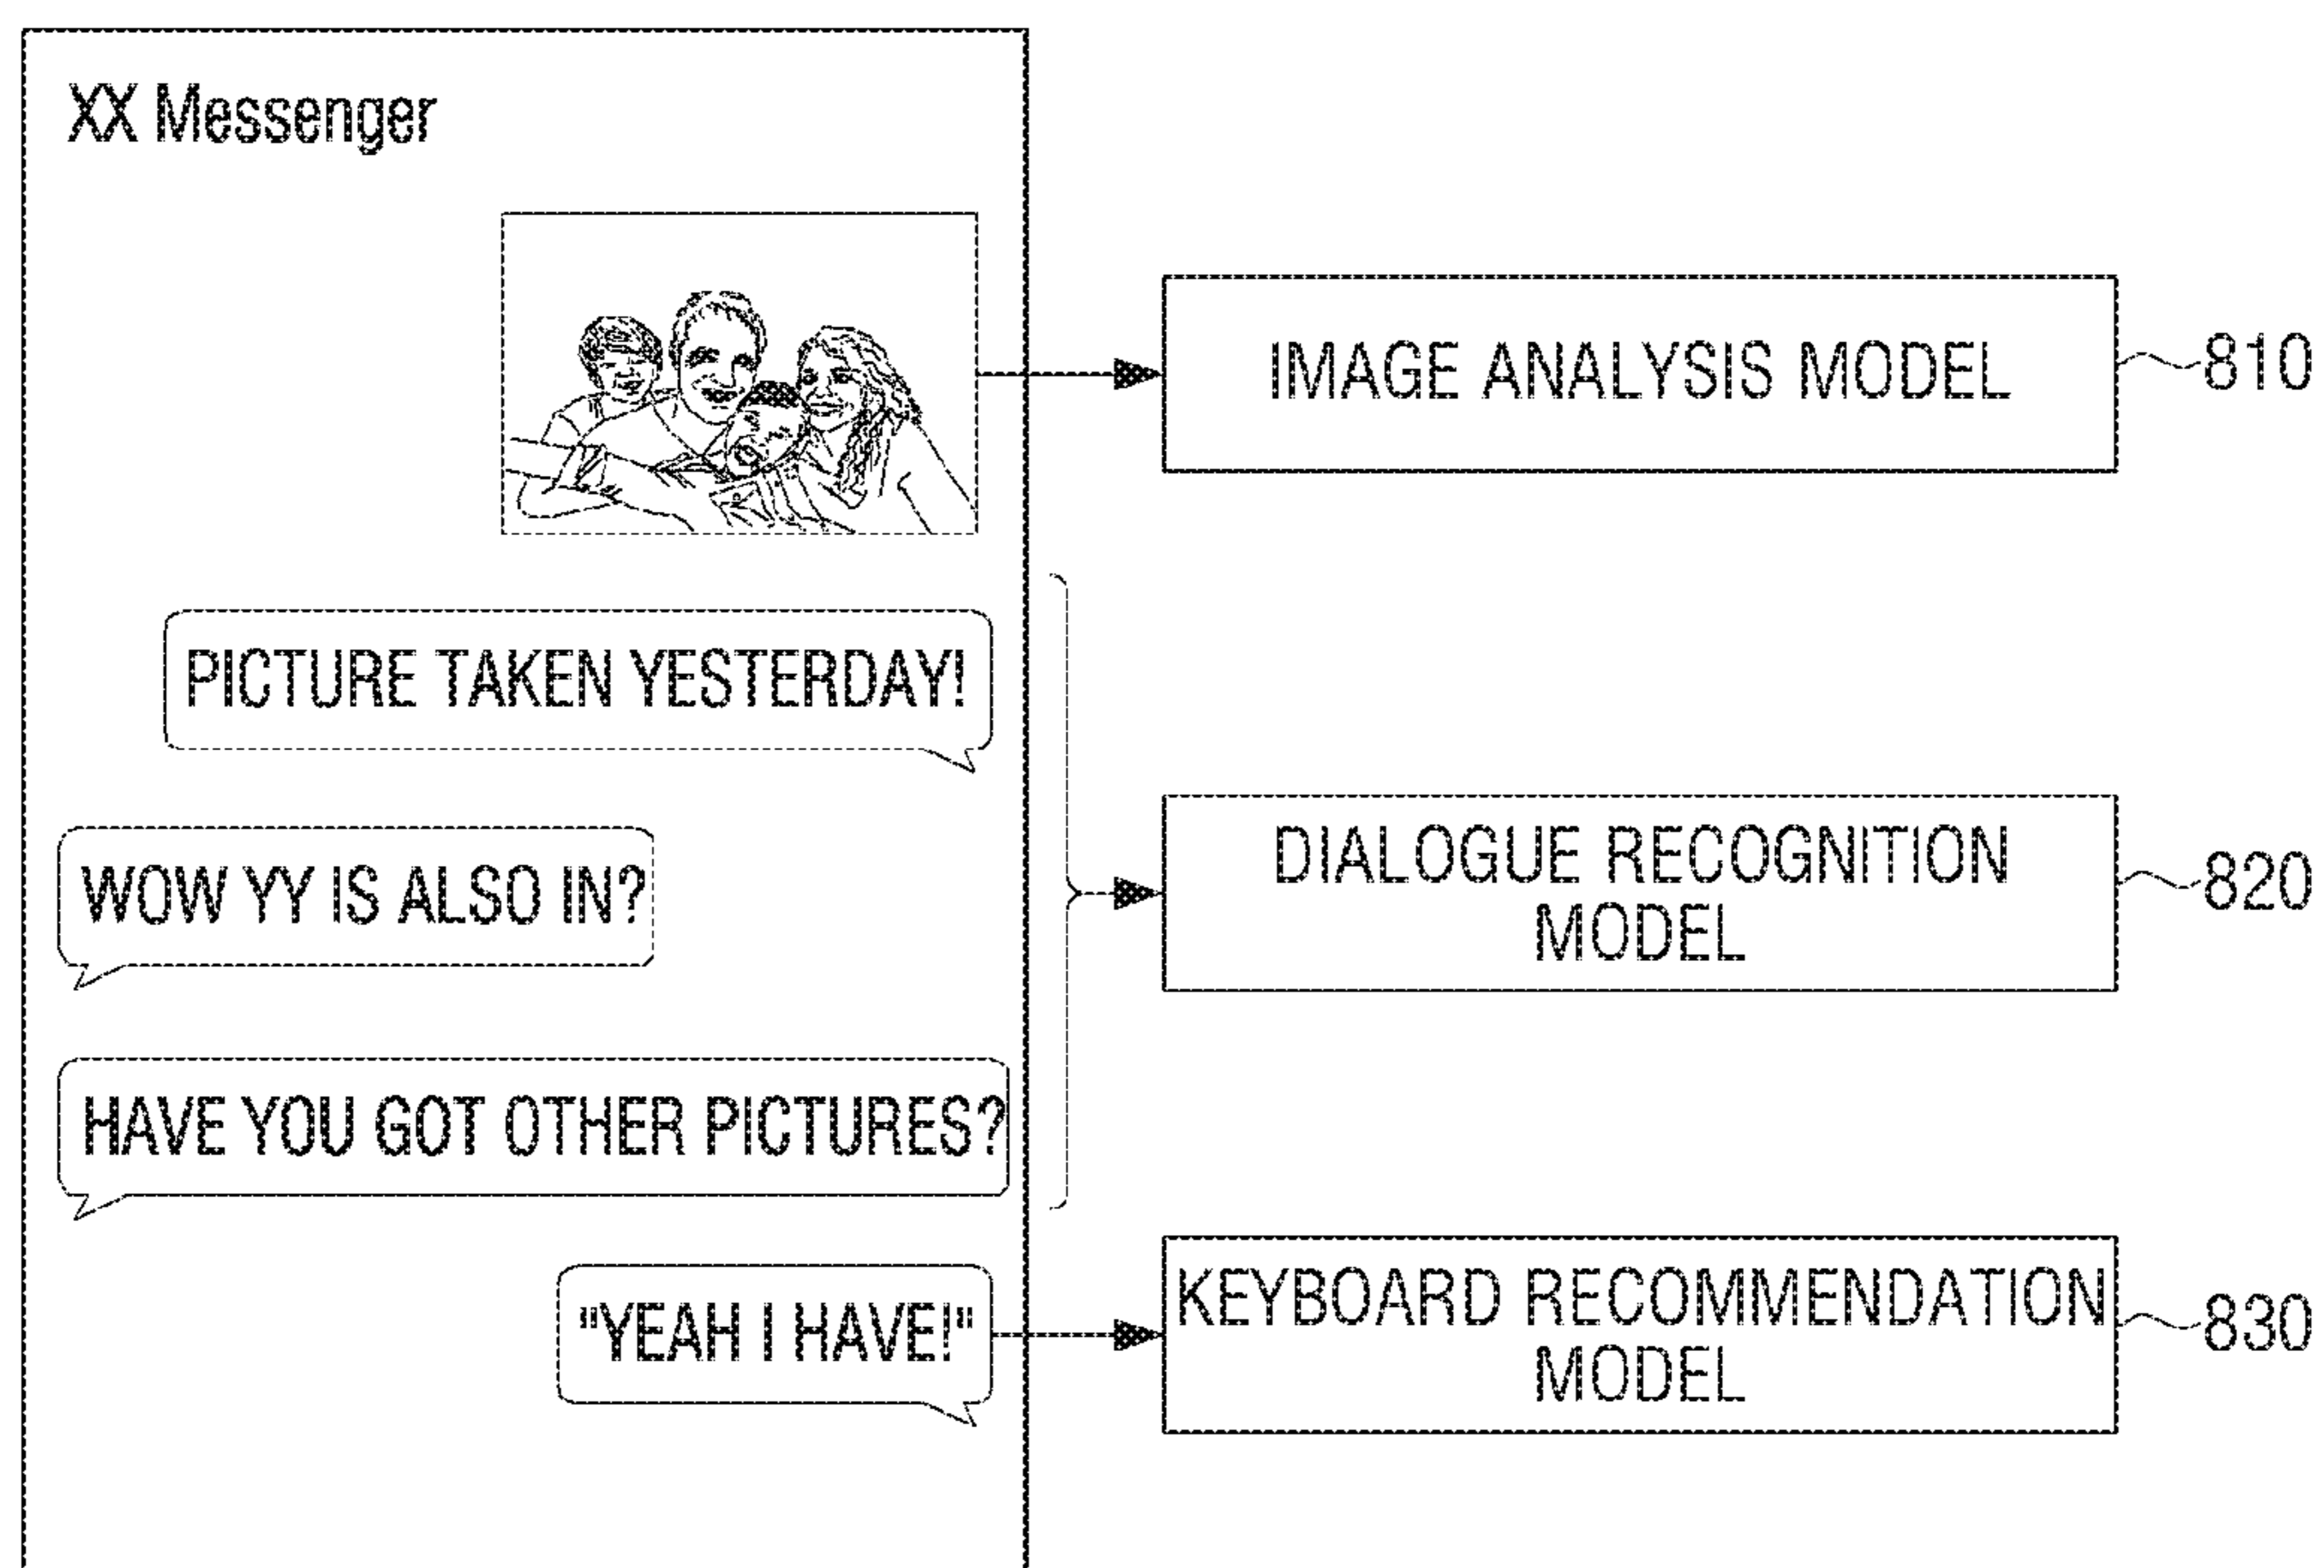 XX Messenger
IMAGE ANALYSIS MODEL
810
PICTURE TAKEN YESTERDAY!
WOW YY IS ALSO IN?
HAVE YOU GOT OTHER PICTURES?
DIALOGUE RECOGNITION
MODEL
820
"YEAH I HAVE!"
KEYBOARD RECOMMENDATION
MODEL
830